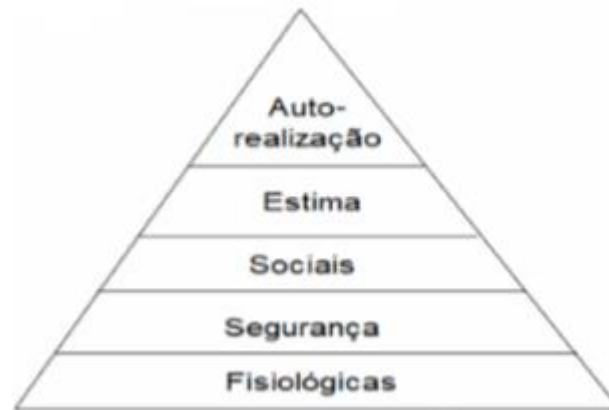 Auto-
realização
Estima
Sociais
Segurança
Fisiológicas